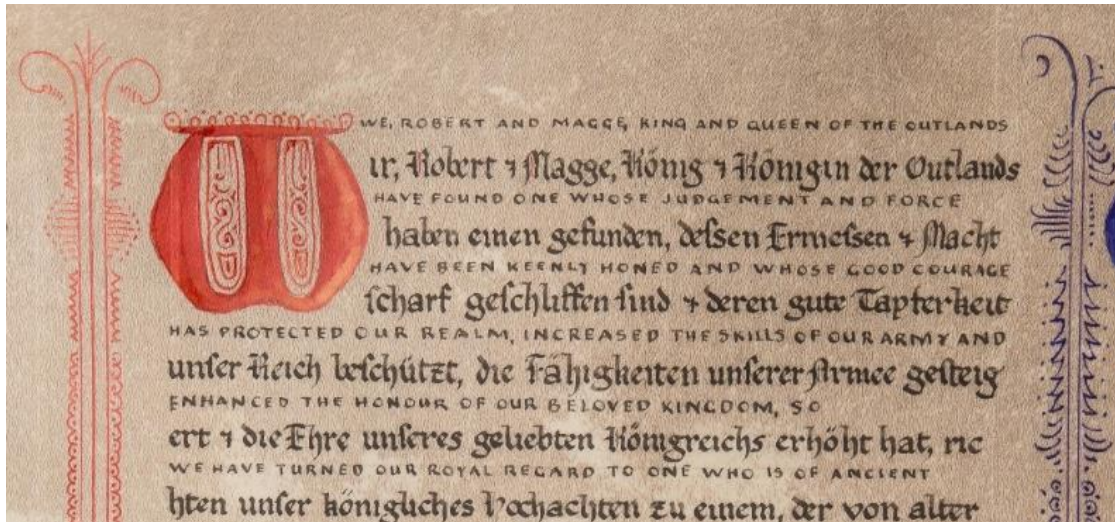 WE, ROBERT AND MAGGE, KING AND QUEEN OF THE OUTLANDS
Wir, Robert ⁊ Magge, König ⁊ Königin der Outlands
HAVE FOUND ONE WHOSE JUDGEMENT AND FORCE
haben einen gefunden, deſsen Ermeſsen ⁊ Macht
HAVE BEEN KEENLY HONED AND WHOSE GOOD COURAGE
ſcharf geſchliffen ſind ⁊ deren gute Tapferkeit
HAS PROTECTED OUR REALM, INCREASED THE SKILLS OF OUR ARMY AND
unſer Reich beſchützt, die Fähigkeiten unſerer Armee geſteig
ENHANCED THE HONOUR OF OUR BELOVED KINGDOM, SO
ert ⁊ die Ehre unſeres geliebten Königreichs erhöht hat, ric
WE HAVE TURNED OUR ROYAL REGARD TO ONE WHO IS OF ANCIENT
hten unſer königliches Hochachten zu einem, der von alter